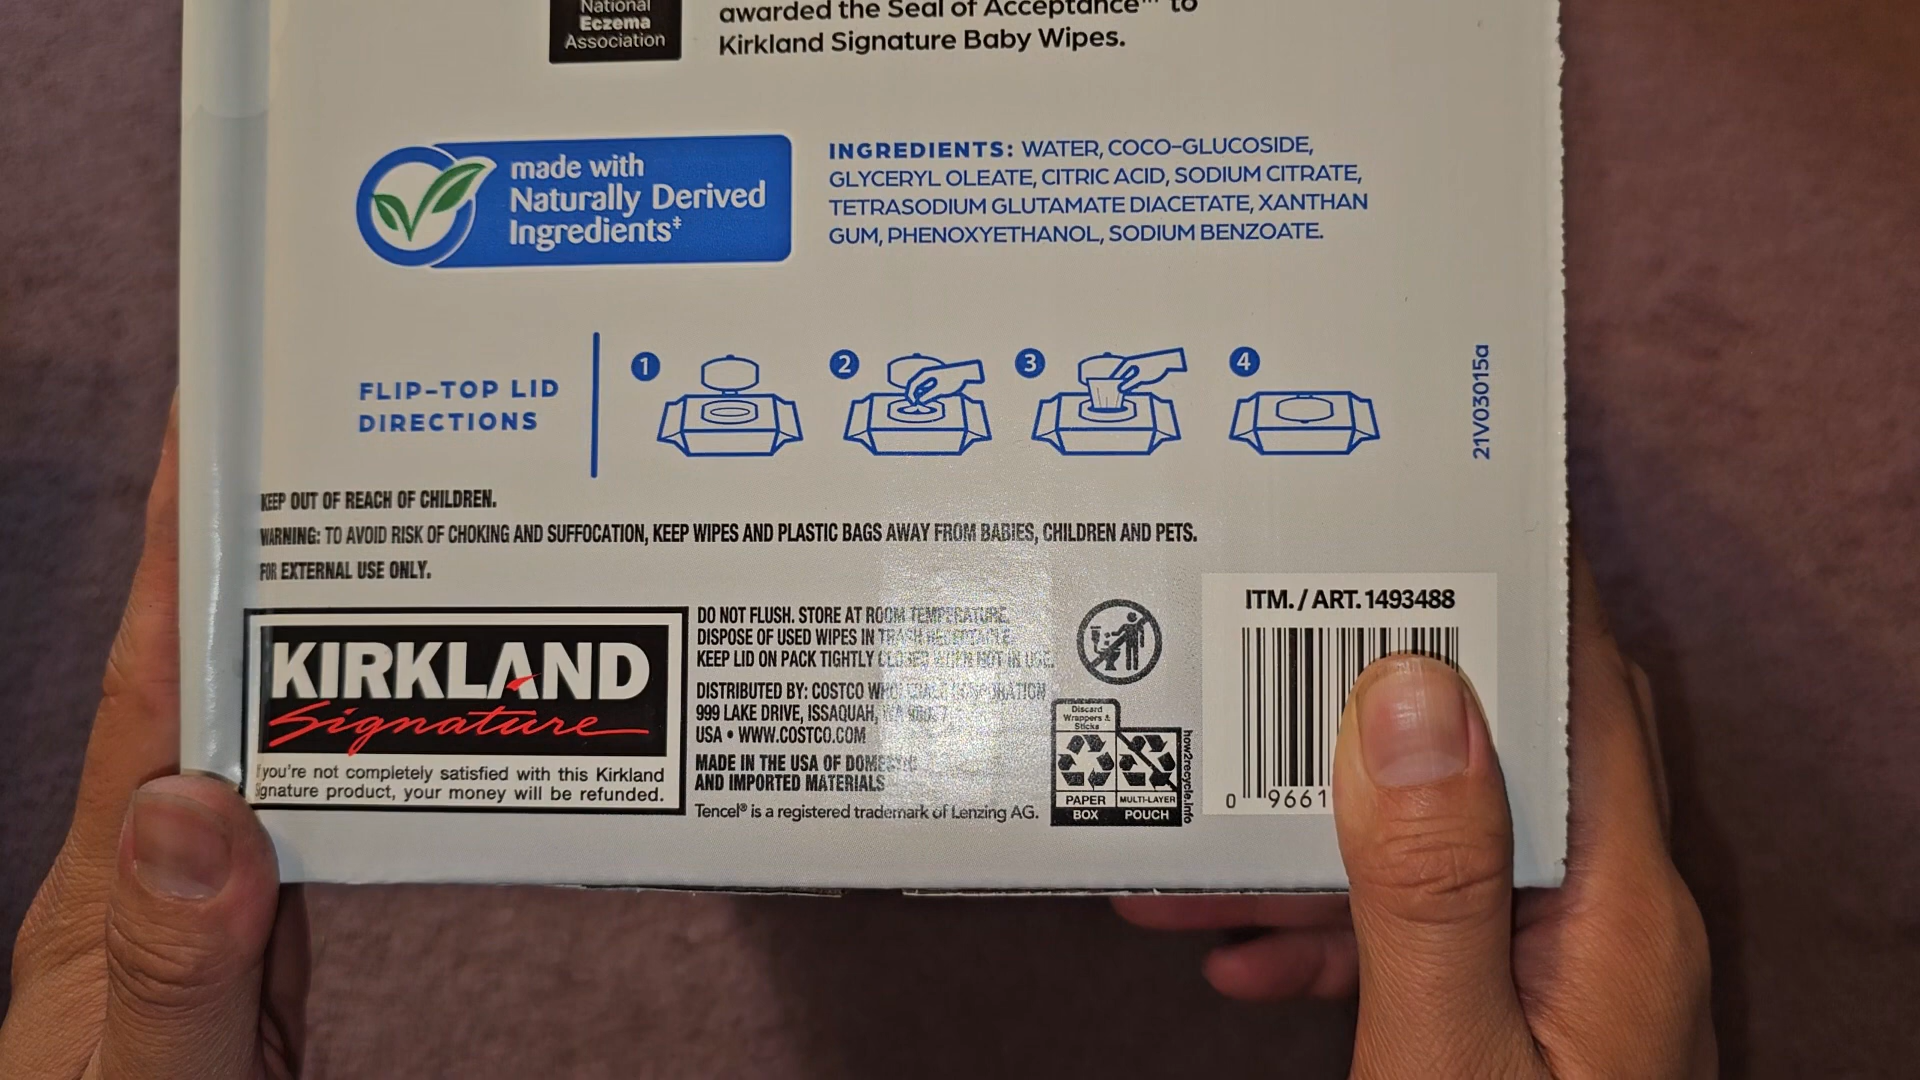 National
Eczema
Association
awarded the Seal of Acceptance™ to
Kirkland Signature Baby Wipes.
made with
Naturally Derived
Ingredients‡
INGREDIENTS: WATER, COCO-GLUCOSIDE,
GLYCERYL OLEATE, CITRIC ACID, SODIUM CITRATE,
TETRASODIUM GLUTAMATE DIACETATE, XANTHAN
GUM, PHENOXYETHANOL, SODIUM BENZOATE.
FLIP-TOP LID
DIRECTIONS
1
2
3
4
21V03015a
KEEP OUT OF REACH OF CHILDREN.
WARNING: TO AVOID RISK OF CHOKING AND SUFFOCATION, KEEP WIPES AND PLASTIC BAGS AWAY FROM BABIES, CHILDREN AND PETS.
FOR EXTERNAL USE ONLY.
KIRKLAND
Signature
you're not completely satisfied with this Kirkland
ignature product, your money will be refunded.
DO NOT FLUSH. STORE AT ROOM TEMPERATURE.
DISPOSE OF USED WIPES IN TRASH
KEEP LID ON PACK TIGHTLY CLOSED WHEN NOT IN USE.
DISTRIBUTED BY: COSTCO WHOLESALE CORPORATION
999 LAKE DRIVE, ISSAQUAH,
USA • WWW.COSTCO.COM
MADE IN THE USA OF DOMESTIC
AND IMPORTED MATERIALS
Tencel® is a registered trademark of Lenzing AG.
Discard
Wrappers &
Sticks
PAPER
BOX
MULTI-LAYER
POUCH
how2recycle.info
ITM. / ART. 1493488
0 9661